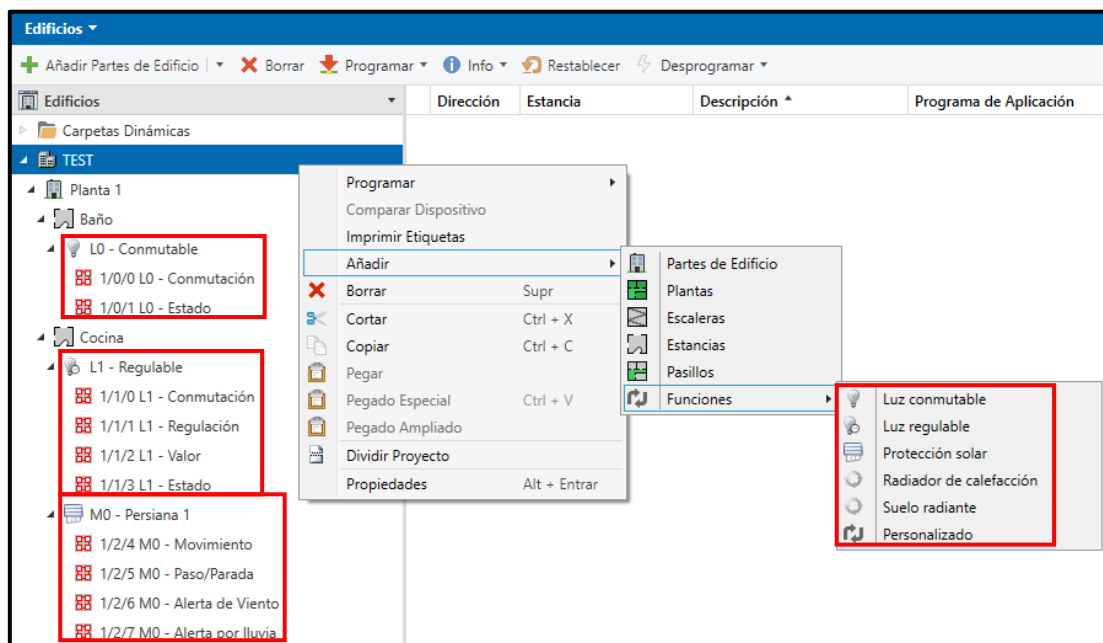 Edificios
Añadir Partes de Edificio Borrar Programar Info Restablecer Desprogramar
Edificios Dirección Estancia Descripción Programa de Aplicación
Carpetas Dinámicas
TEST
Planta 1
Baño
L0 - Conmutable
1/0/0 L0 - Conmutación
1/0/1 L0 - Estado
Cocina
L1 - Regulable
1/1/0 L1 - Conmutación
1/1/1 L1 - Regulación
1/1/2 L1 - Valor
1/1/3 L1 - Estado
M0 - Persiana 1
1/2/4 M0 - Movimiento
1/2/5 M0 - Paso/Parada
1/2/6 M0 - Alerta de Viento
1/2/7 M0 - Alerta por lluvia
Programar
Comparar Dispositivo
Imprimir Etiquetas
Añadir
Borrar Supr
Cortar Ctrl + X
Copiar Ctrl + C
Pegar
Pegado Especial Ctrl + V
Pegado Ampliado
Dividir Proyecto
Propiedades Alt + Entrar
Partes de Edificio
Plantas
Escaleras
Estancias
Pasillos
Funciones
Luz conmutable
Luz regulable
Protección solar
Radiador de calefacción
Suelo radiante
Personalizado